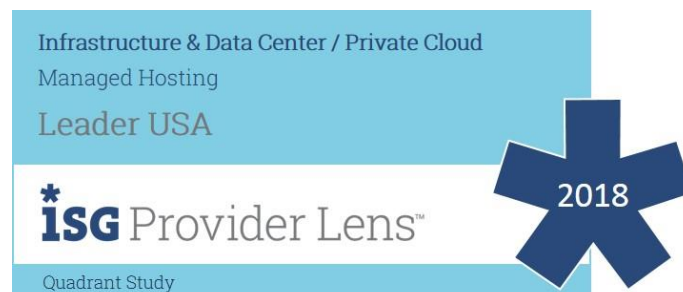 Infrastructure & Data Center / Private Cloud
Managed Hosting
Leader USA
isG Provider Lens™
2018
Quadrant Study